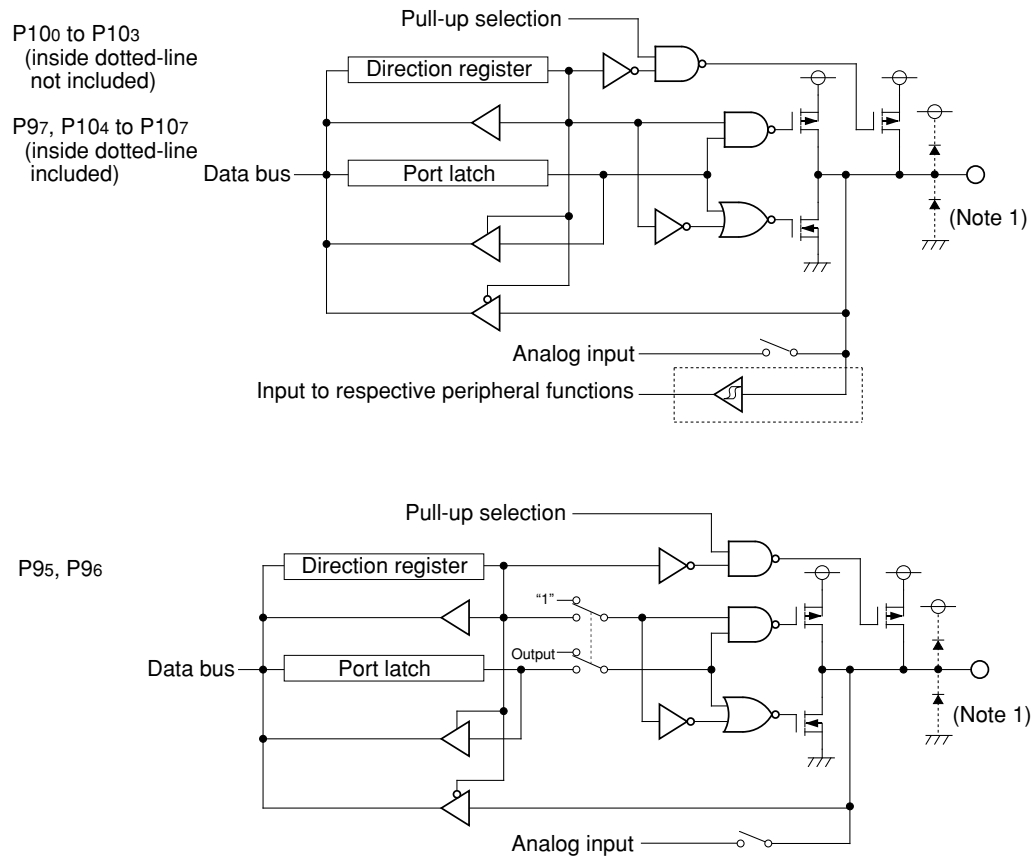 P100 to P103
(inside dotted-line
not included)
P97, P104 to P107
(inside dotted-line
included)
Pull-up selection
Direction register
Data bus
Port latch
(Note 1)
Analog input
Input to respective peripheral functions
P95, P96
Pull-up selection
Direction register
“1”
Output
Data bus
Port latch
(Note 1)
Analog input